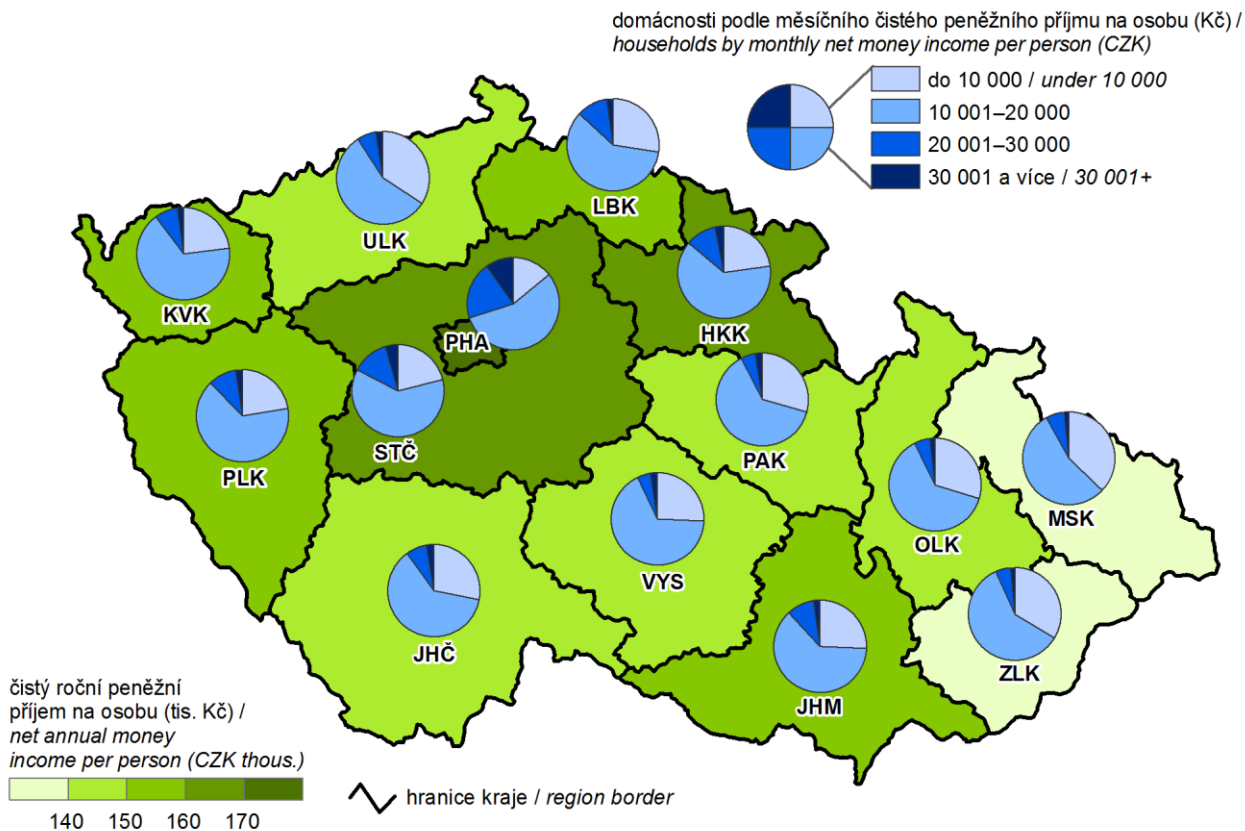 domácnosti podle měsíčního čistého peněžního příjmu na osobu (Kč) /
households by monthly net money income per person (CZK)
do 10 000 / under 10 000
10 001–20 000
20 001–30 000
30 001 a více / 30 001+
LBK
ULK
KVK
PHA
HKK
STČ
PAK
PLK
MSK
OLK
VYS
JHČ
ZLK
JHM
čistý roční peněžní
příjem na osobu (tis. Kč) /
net annual money
income per person (CZK thous.)
140 150 160 170
hranice kraje / region border